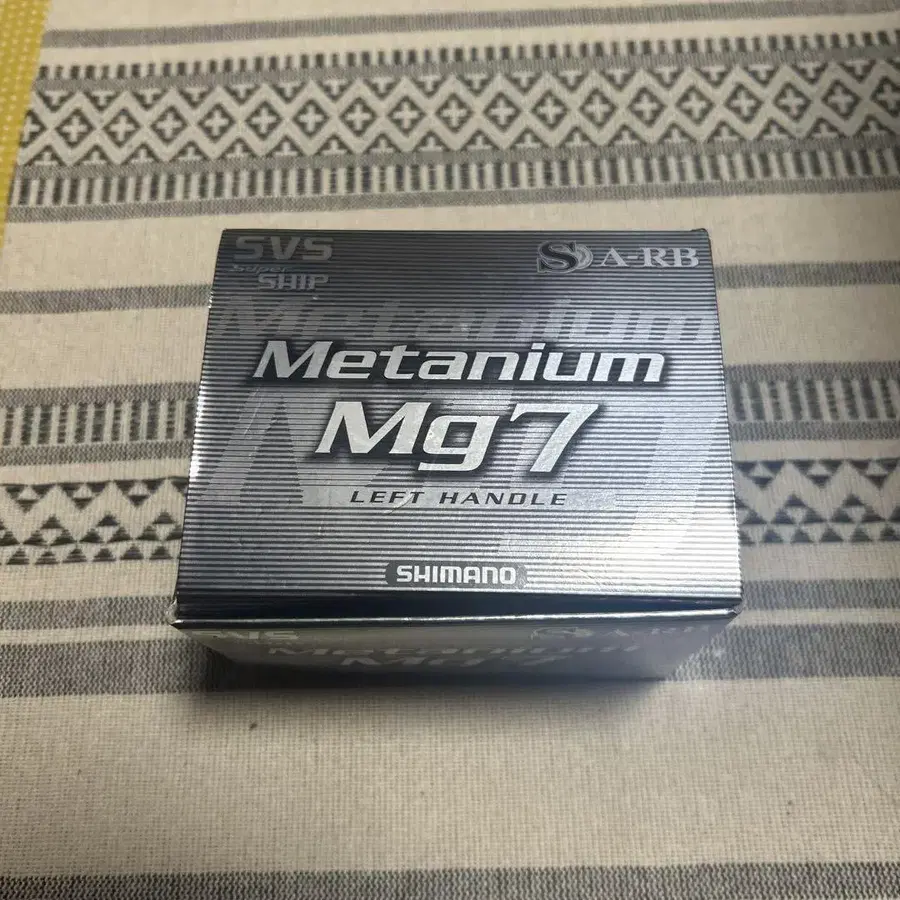 SVS
Super
SHIP
S A-RB
Metanium
Metanium
Mg7
LEFT HANDLE
SHIMANO
SVS
S A-RB
Metanium
Mg7